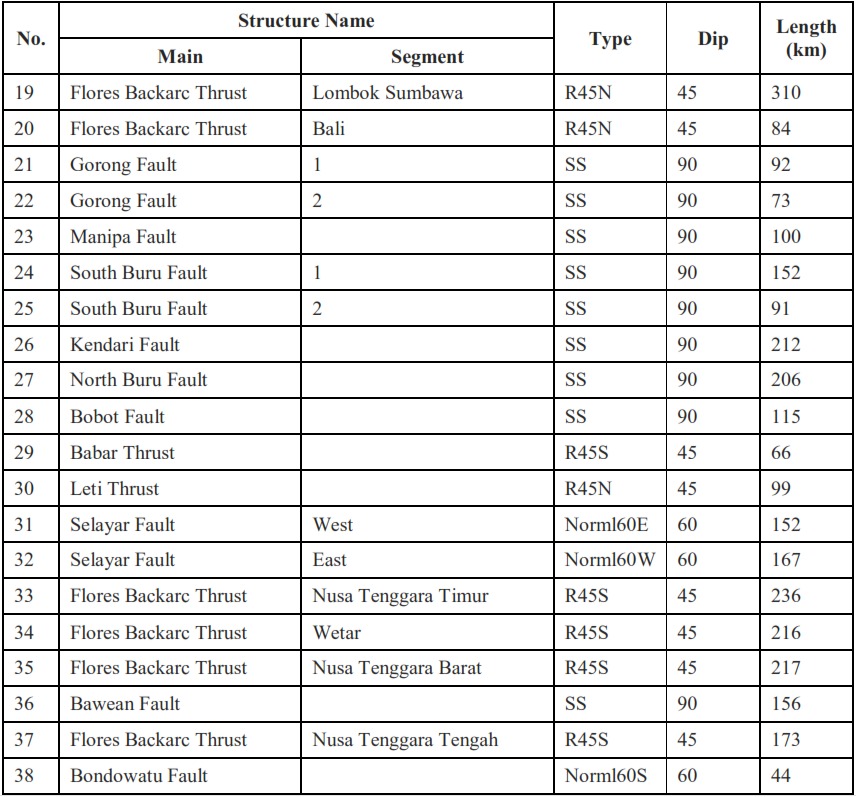 No. Structure Name Type Dip Length (km)
Main Segment
19 Flores Backarc Thrust Lombok Sumbawa R45N 45 310
20 Flores Backarc Thrust Bali R45N 45 84
21 Gorong Fault 1 SS 90 92
22 Gorong Fault 2 SS 90 73
23 Manipa Fault SS 90 100
24 South Buru Fault 1 SS 90 152
25 South Buru Fault 2 SS 90 91
26 Kendari Fault SS 90 212
27 North Buru Fault SS 90 206
28 Bobot Fault SS 90 115
29 Babar Thrust R45S 45 66
30 Leti Thrust R45N 45 99
31 Selayar Fault West Norml60E 60 152
32 Selayar Fault East Norml60W 60 167
33 Flores Backarc Thrust Nusa Tenggara Timur R45S 45 236
34 Flores Backarc Thrust Wetar R45S 45 216
35 Flores Backarc Thrust Nusa Tenggara Barat R45S 45 217
36 Bawean Fault SS 90 156
37 Flores Backarc Thrust Nusa Tenggara Tengah R45S 45 173
38 Bondowatu Fault Norml60S 60 44